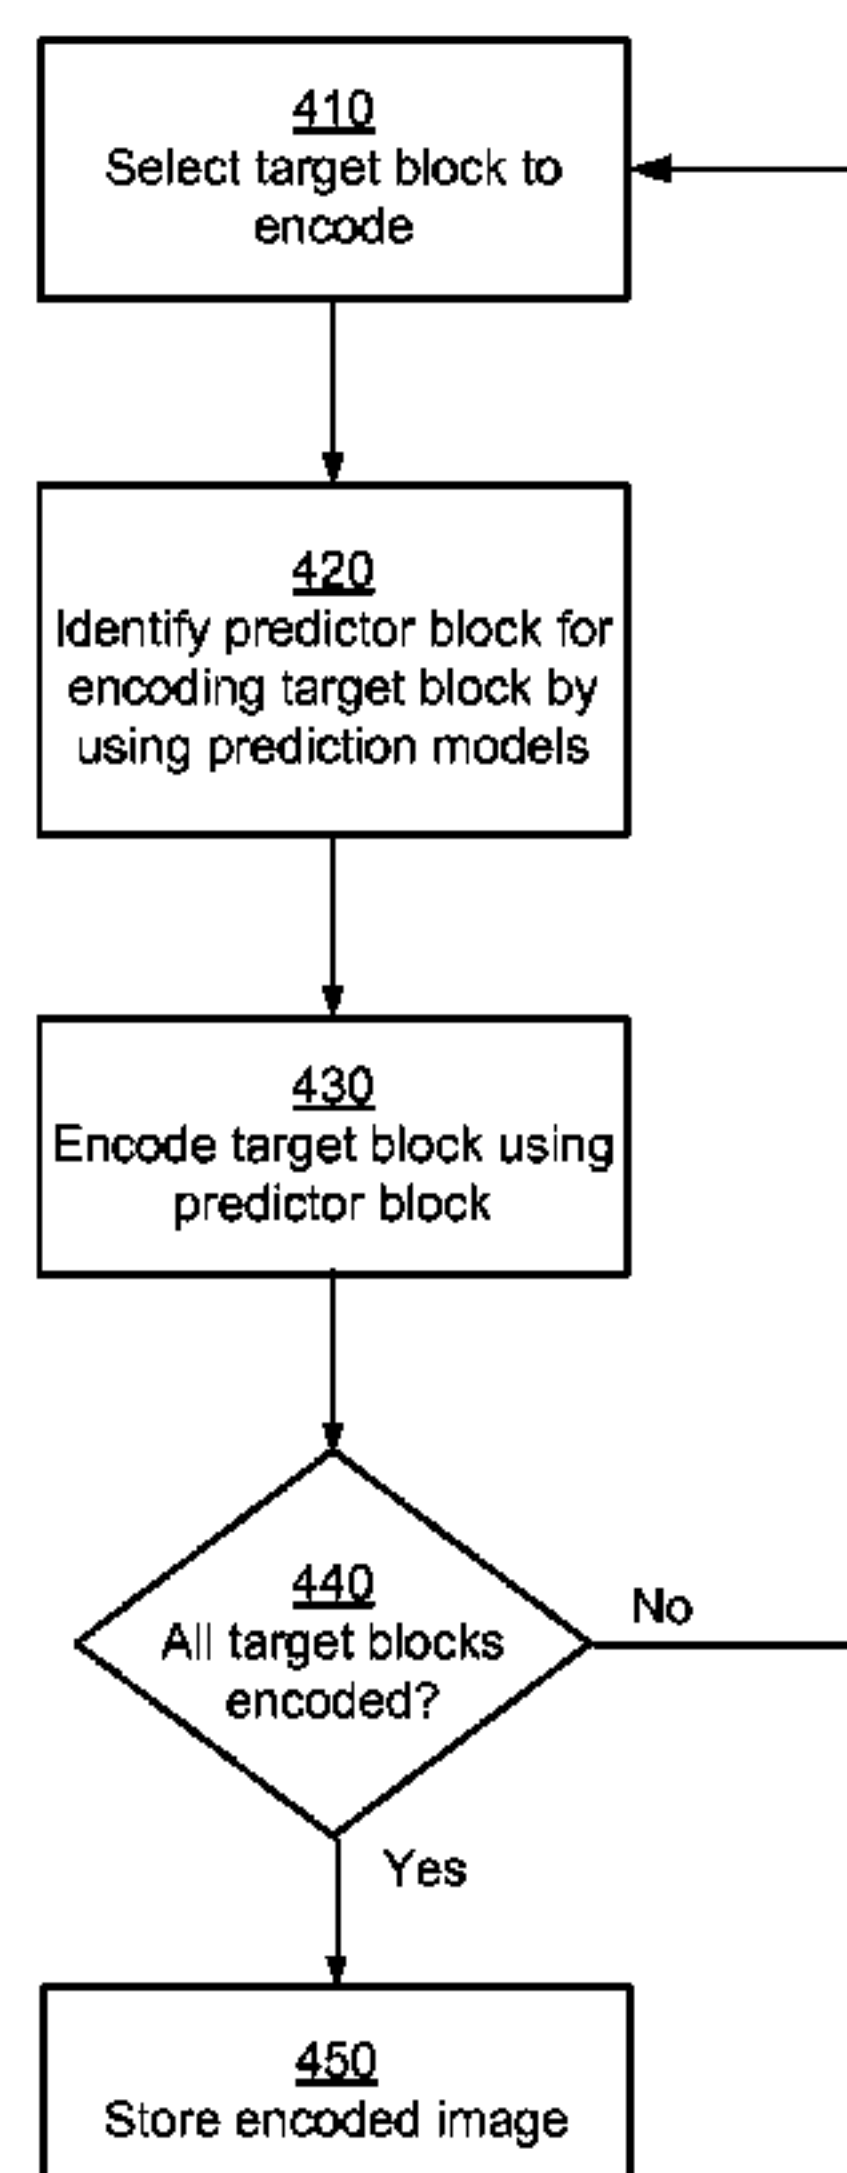 410
Select target block to
encode
420
Identify predictor block for
encoding target block by
using prediction models
430
Encode target block using
predictor block
440
All target blocks
encoded?
No
Yes
450
Store encoded image